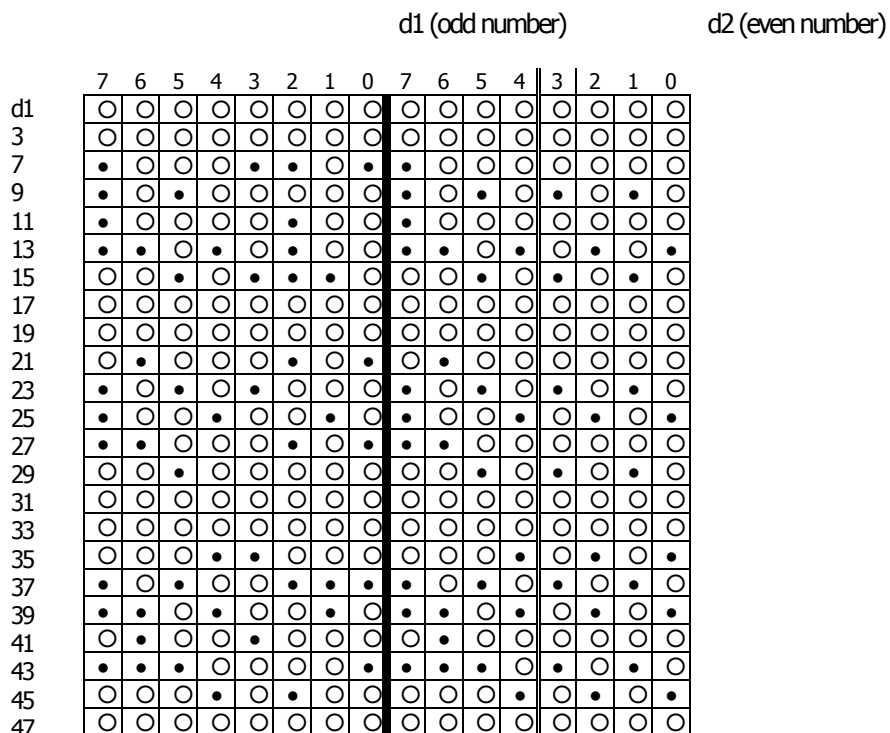 d1 (odd number) d2 (even number)
7 6 5 4 3 2 1 0 7 6 5 4 3 2 1 0
d1 ○ ○ ○ ○ ○ ○ ○ ○ ○ ○ ○ ○ ○ ○ ○ ○
3 ○ ○ ○ ○ ○ ○ ○ ○ ○ ○ ○ ○ ○ ○ ○ ○
7 • ○ ○ ○ • • ○ • • ○ ○ ○ ○ ○ ○ ○
9 • ○ • ○ ○ ○ ○ ○ • ○ • ○ • ○ • ○
11 • ○ ○ ○ ○ • ○ ○ • ○ ○ ○ ○ ○ ○ ○
13 • • ○ • ○ • ○ ○ • • ○ • ○ • ○ •
15 ○ ○ • ○ • • • ○ ○ ○ • ○ • ○ • ○
17 ○ ○ ○ ○ ○ ○ ○ ○ ○ ○ ○ ○ ○ ○ ○ ○
19 ○ ○ ○ ○ ○ ○ ○ ○ ○ ○ ○ ○ ○ ○ ○ ○
21 ○ • ○ ○ ○ • ○ • ○ • ○ ○ ○ ○ ○ ○
23 • ○ • ○ • ○ ○ ○ • ○ • ○ • ○ • ○
25 • ○ ○ • ○ ○ • ○ • ○ ○ • ○ • ○ •
27 • • ○ ○ ○ • ○ • • • ○ ○ ○ ○ ○ ○
29 ○ ○ • ○ ○ ○ ○ ○ ○ ○ • ○ • ○ • ○
31 ○ ○ ○ ○ ○ ○ ○ ○ ○ ○ ○ ○ ○ ○ ○ ○
33 ○ ○ ○ ○ ○ ○ ○ ○ ○ ○ ○ ○ ○ ○ ○ ○
35 ○ ○ ○ • • ○ ○ ○ ○ ○ ○ • ○ • ○ •
37 • ○ • ○ ○ • • • • ○ • ○ • ○ • ○
39 • • ○ • ○ ○ • ○ • • ○ • ○ • ○ •
41 ○ • ○ ○ • ○ ○ ○ ○ • ○ ○ ○ ○ ○ ○
43 • • • ○ ○ ○ ○ • • • • ○ • ○ • ○
45 ○ ○ ○ • ○ • ○ ○ ○ ○ ○ • ○ • ○ •
47 ○ ○ ○ ○ ○ ○ ○ ○ ○ ○ ○ ○ ○ ○ ○ ○